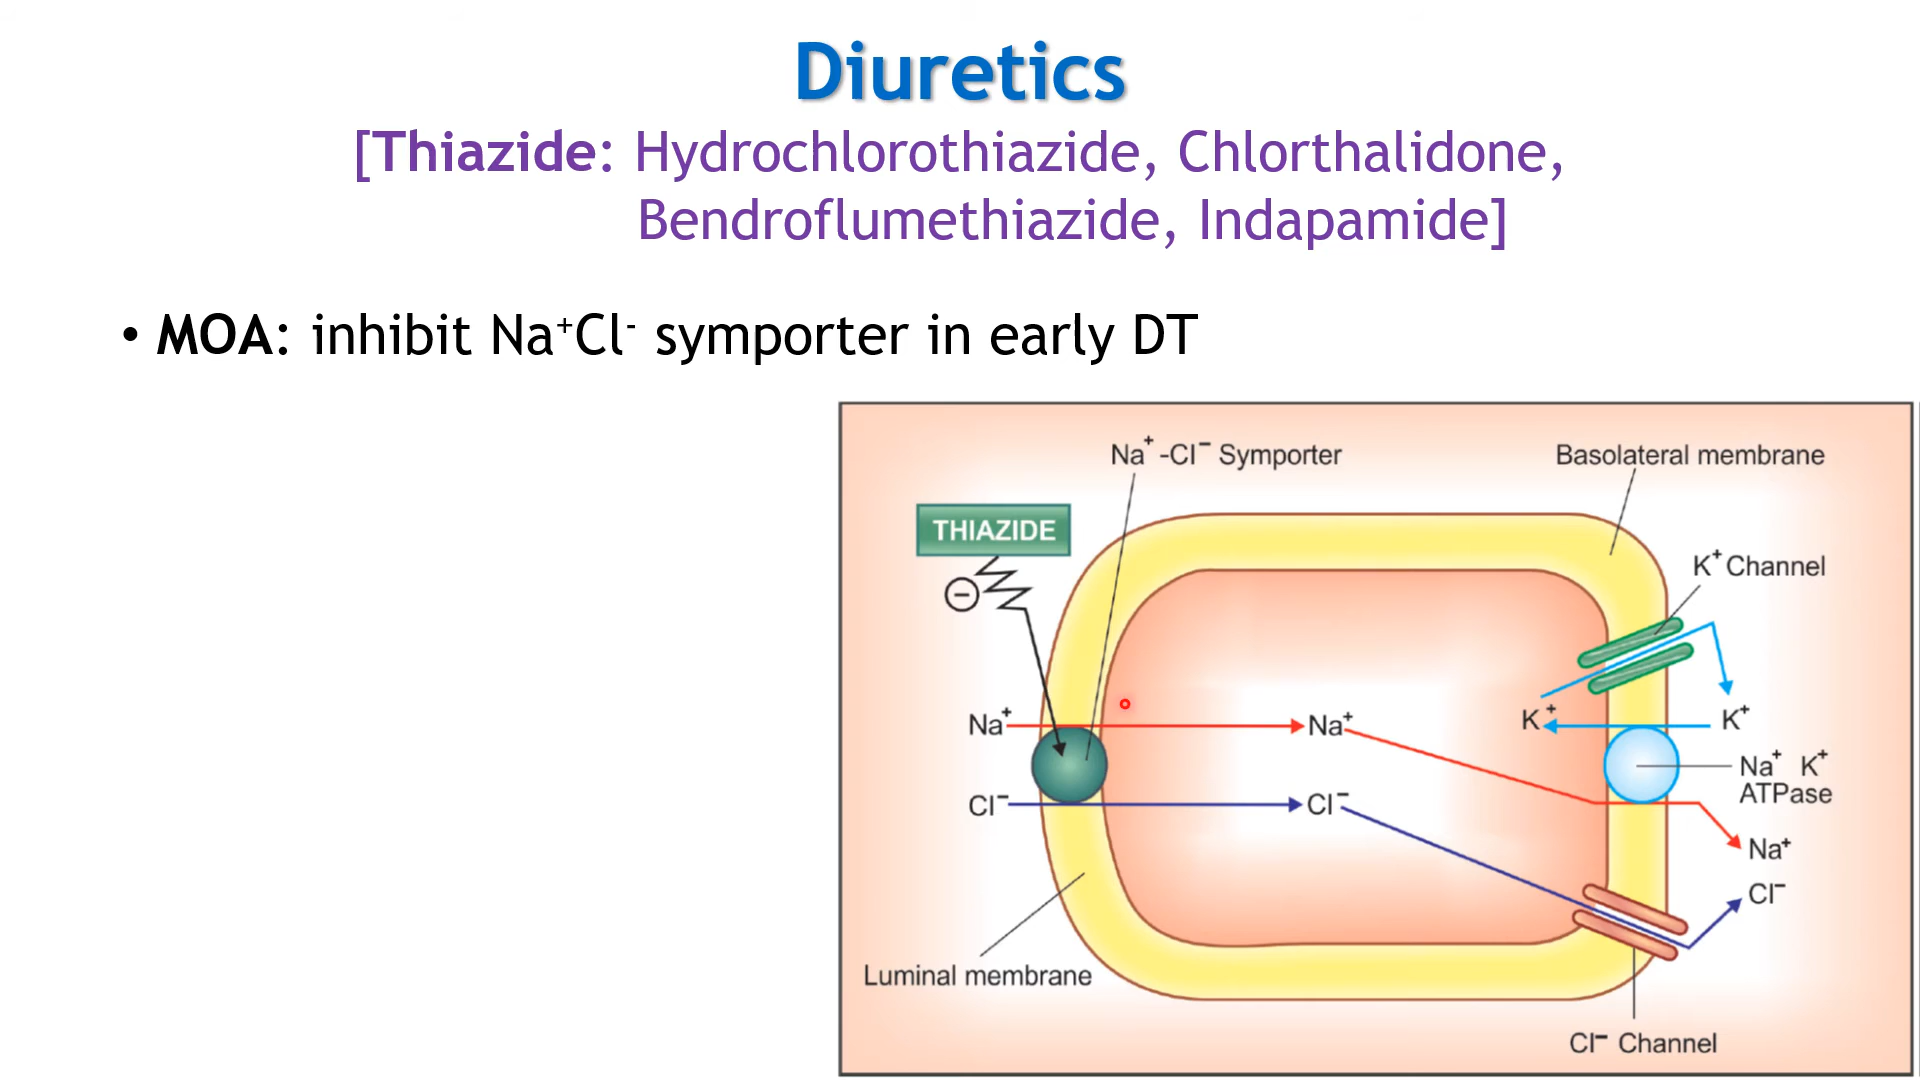 Diuretics
[Thiazide: Hydrochlorothiazide, Chlorthalidone,
Bendroflumethiazide, Indapamide]
• MOA: inhibit Na⁺Cl⁻ symporter in early DT
Na⁺ -Cl⁻ Symporter
Basolateral membrane
THIAZIDE
K⁺ Channel
Na⁺
Na⁺
K⁺
K⁺
Na⁺ K⁺
ATPase
Cl⁻
Cl⁻
Na⁺
Cl⁻
Luminal membrane
Cl⁻ Channel